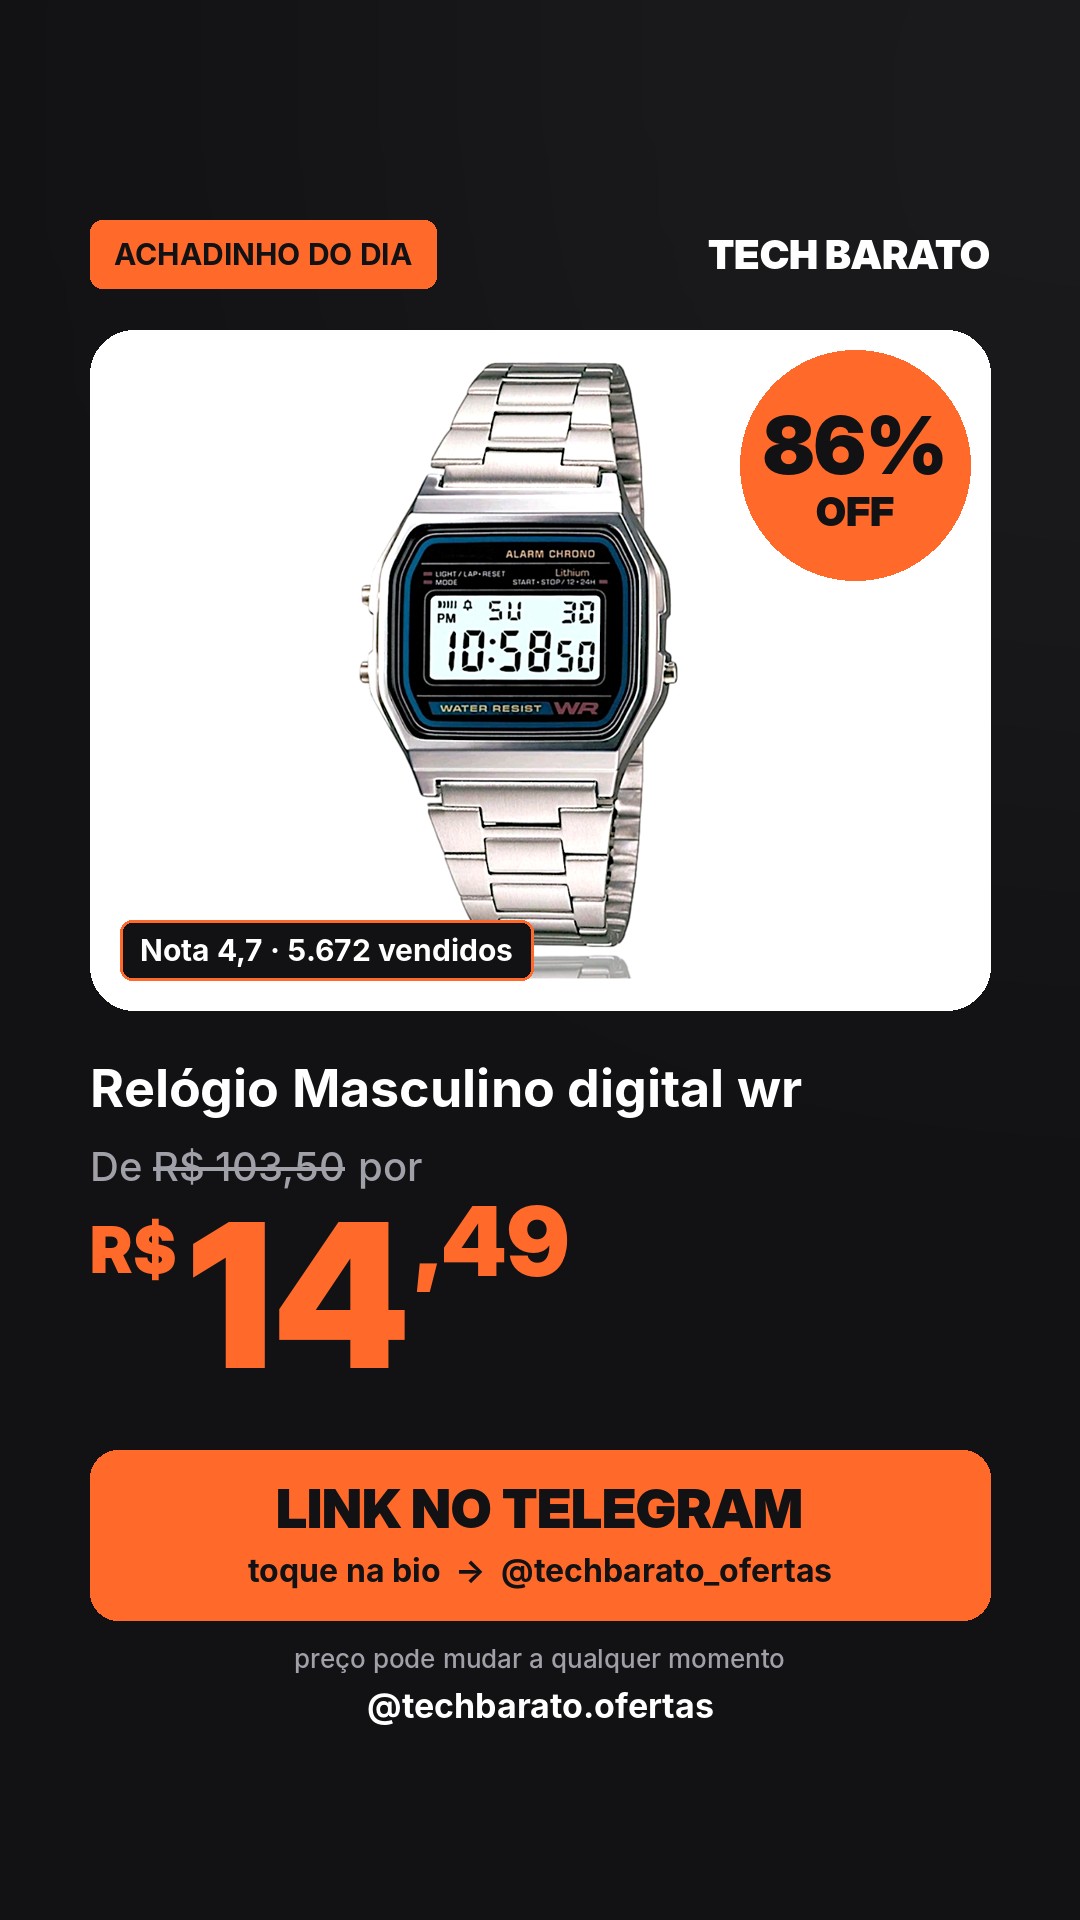 ACHADINHO DO DIA
TECH BARATO
86%
OFF
ALARM CHRONO
LIGHT/LAP•RESET
MODE
Lithium
START•STOP/12•24H
PM
SU 30
10:58 50
WATER RESIST WR
Nota 4,7 · 5.672 vendidos
Relógio Masculino digital wr
De R$ 103,50 por
R$ 14,49
LINK NO TELEGRAM
toque na bio → @techbarato_ofertas
preço pode mudar a qualquer momento
@techbarato.ofertas